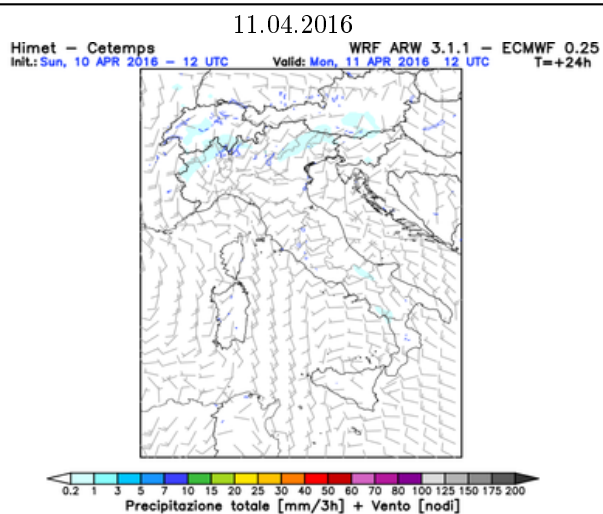 11.04.2016
Himet - Cetemps WRF ARW 3.1.1 - ECMWF 0.25
Init.: Sun, 10 APR 2016 - 12 UTC Valid: Mon, 11 APR 2016 12 UTC T=+24h
0.2 1 3 5 7 10 15 20 25 30 40 50 60 70 80 100 125 150 175 200
Precipitazione totale [mm/3h] + Vento [nodi]